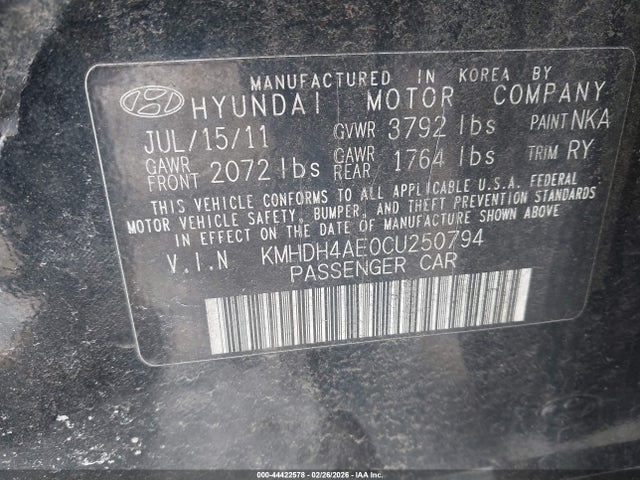 MANUFACTURED IN KOREA BY
HYUNDAI MOTOR COMPANY
JUL/15/11 GVWR 3792 lbs PAINT NKA
GAWR FRONT 2072 lbs GAWR REAR 1764 lbs TRIM RY
THIS VEHICLE CONFORMS TO ALL APPLICABLE U.S.A. FEDERAL
MOTOR VEHICLE SAFETY, BUMPER, AND THEFT PREVENTION STANDARDS
IN EFFECT ON THE DATE OF MANUFACTURE SHOWN ABOVE
V.I.N KMHDH4AE0CU250794
PASSENGER CAR
000-44422578 - 02/26/2026 - IAA Inc.